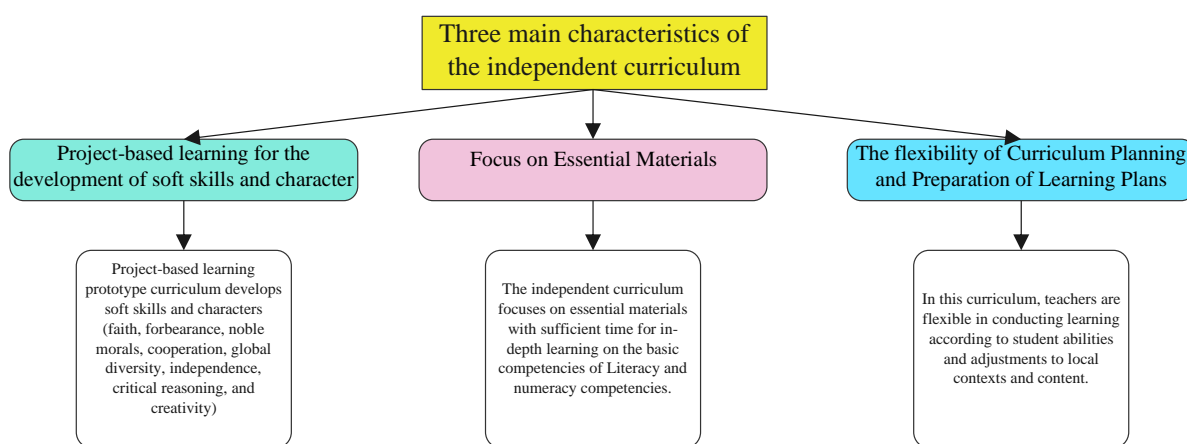 Three main characteristics of
the independent curriculum
Project-based learning for the
development of soft skills and character
Focus on Essential Materials
The flexibility of Curriculum Planning
and Preparation of Learning Plans
Project-based learning
prototype curriculum develops
soft skills and characters
(faith, forbearance, noble
morals, cooperation, global
diversity, independence,
critical reasoning, and
creativity)
The independent curriculum
focuses on essential materials
with sufficient time for in-
depth learning on the basic
competencies of Literacy and
numeracy competencies.
In this curriculum, teachers are
flexible in conducting learning
according to student abilities
and adjustments to local
contexts and content.